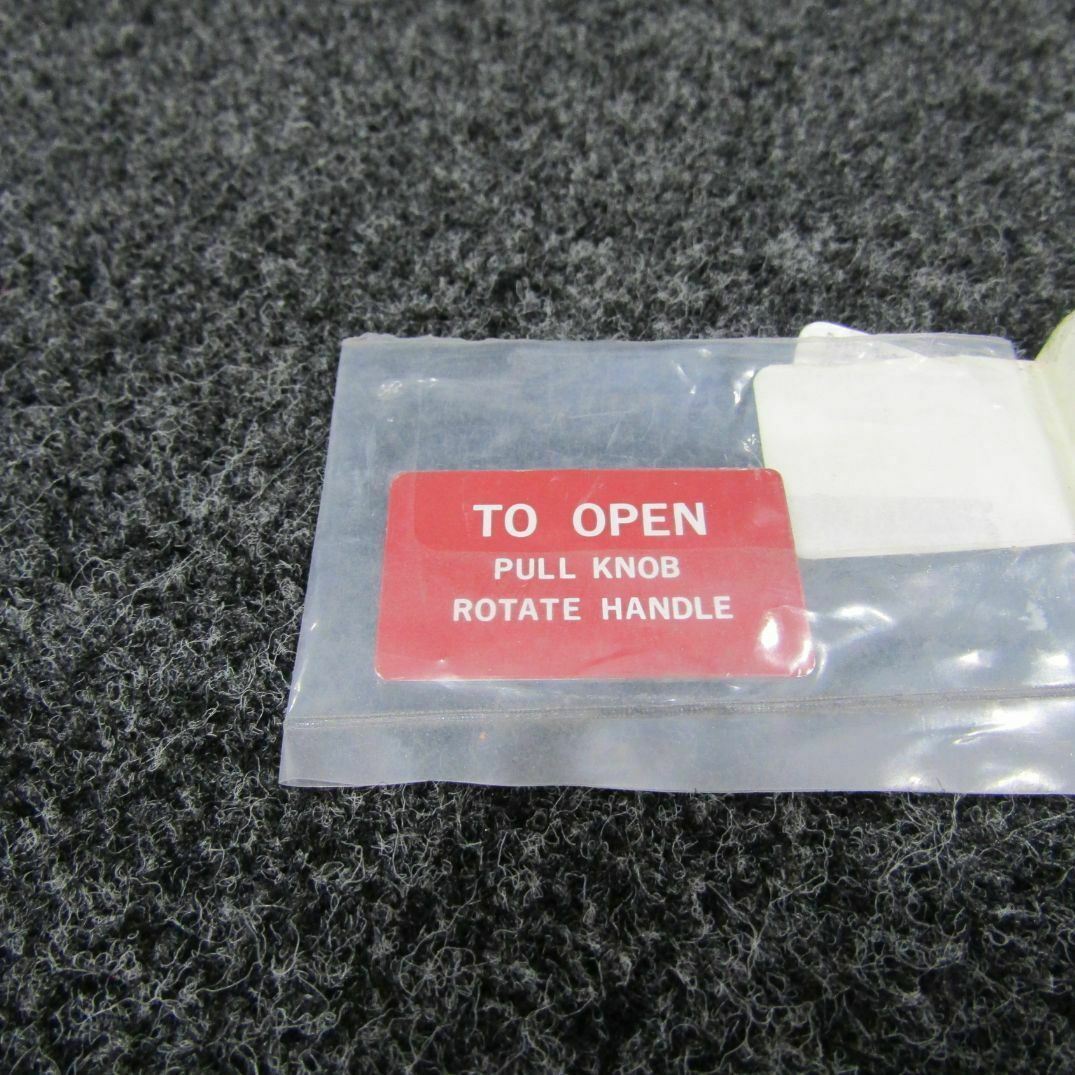 TO OPEN
PULL KNOB
ROTATE HANDLE